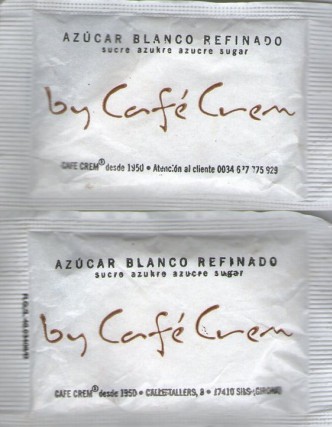 AZÚCAR BLANCO REFINADO
sucre azukre azucre sugar
by Café Crem
CAFE CREM® desde 1950 • Atención al cliente 0034 677 775 929
AZÚCAR BLANCO REFINADO
sucre azukre azucre sugar
by Café Crem
CAFE CREM® desde 1950 • CALLE TALLERS, 8 • 17410 SILS (GIRONA)